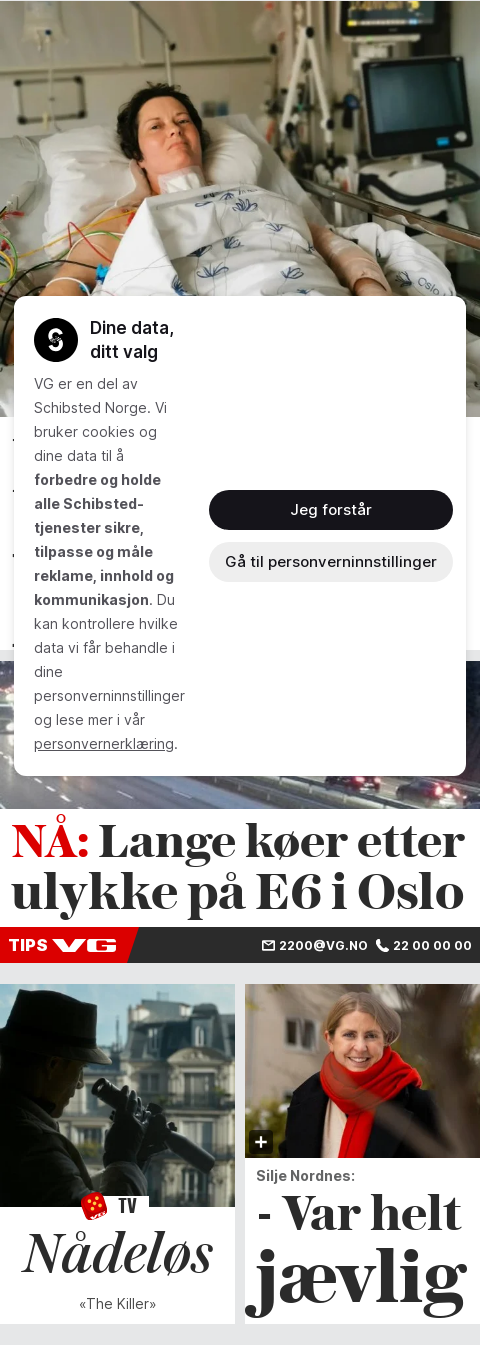 Dine data,
ditt valg
VG er en del av
Schibsted Norge. Vi
bruker cookies og
dine data til å
forbedre og holde
alle Schibsted-
tjenester sikre,
tilpasse og måle
reklame, innhold og
kommunikasjon. Du
kan kontrollere hvilke
data vi får behandle i
dine
personverninnstillinger
og lese mer i vår
personvernerklæring.
Jeg forstår
Gå til personverninnstillinger
NÅ: Lange køer etter
ulykke på E6 i Oslo
TIPS VG 2200@VG.NO 22 00 00 00
TV
Nådeløs
«The Killer»
Silje Nordnes:
- Var helt
jævlig